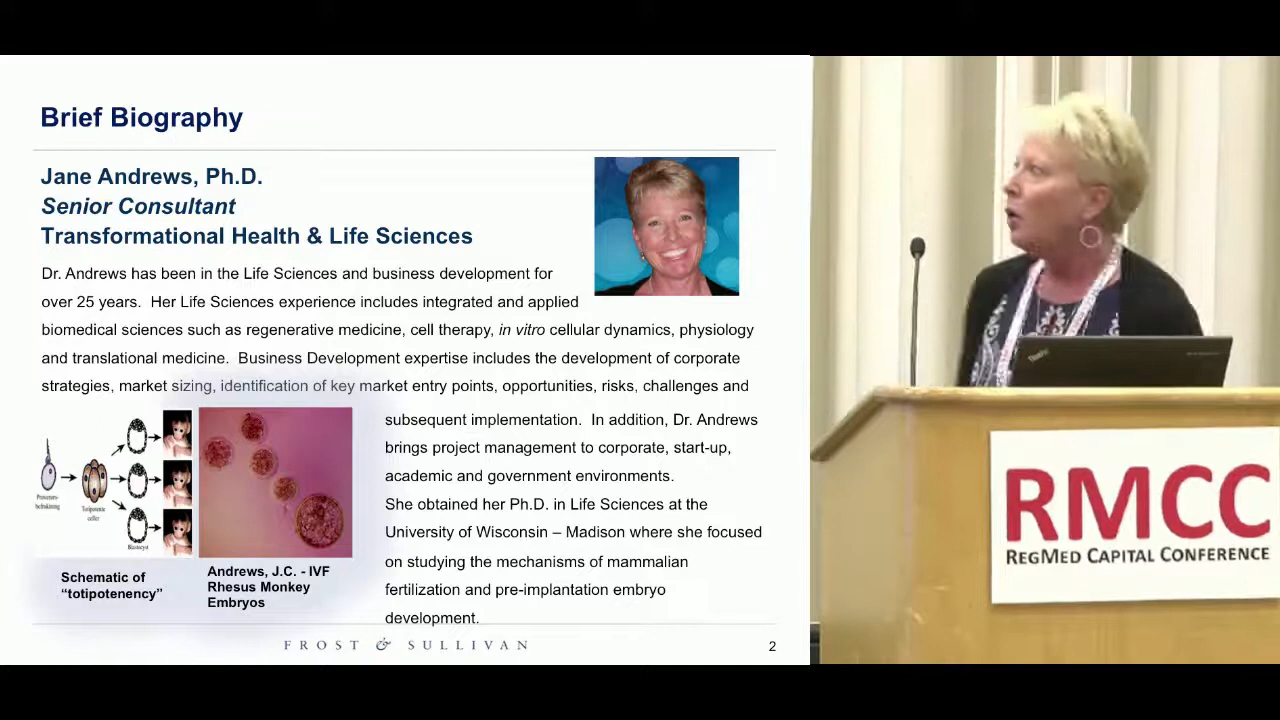 Brief Biography
Jane Andrews, Ph.D.
Senior Consultant
Transformational Health & Life Sciences
Dr. Andrews has been in the Life Sciences and business development for
over 25 years.  Her Life Sciences experience includes integrated and applied
biomedical sciences such as regenerative medicine, cell therapy, in vitro cellular dynamics, physiology
and translational medicine.  Business Development expertise includes the development of corporate
strategies, market sizing, identification of key market entry points, opportunities, risks, challenges and
subsequent implementation.  In addition, Dr. Andrews
brings project management to corporate, start-up,
academic and government environments.
She obtained her Ph.D. in Life Sciences at the
University of Wisconsin – Madison where she focused
on studying the mechanisms of mammalian
fertilization and pre-implantation embryo
development.
Totipotente
celler
Blastocyst
Schematic of
“totipotenency”
Andrews, J.C. - IVF
Rhesus Monkey
Embryos
FROST & SULLIVAN
2
ThinkPad
RMCC
REGMED CAPITAL CONFERENCE